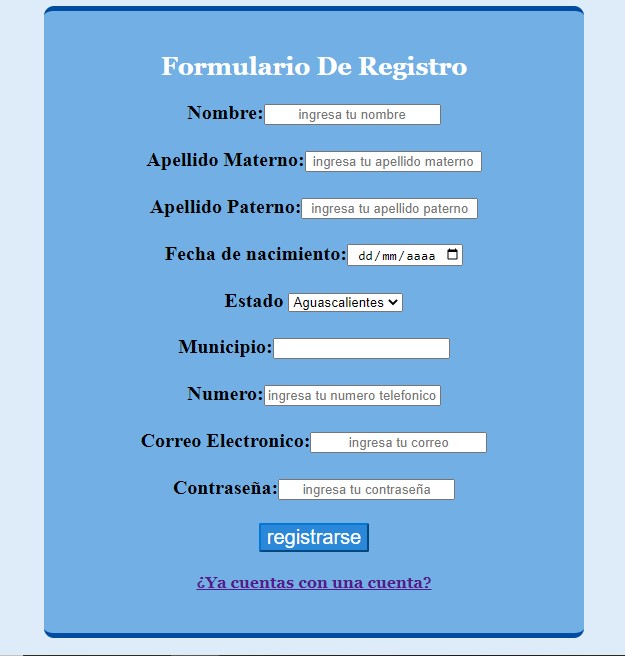 Formulario De Registro
Nombre: ingresa tu nombre
Apellido Materno: ingresa tu apellido materno
Apellido Paterno: ingresa tu apellido paterno
Fecha de nacimiento: dd/mm/aaaa
Estado Aguascalientes
Municipio:
Numero: ingresa tu numero telefonico
Correo Electronico: ingresa tu correo
Contraseña: ingresa tu contraseña
registrarse
¿Ya cuentas con una cuenta?